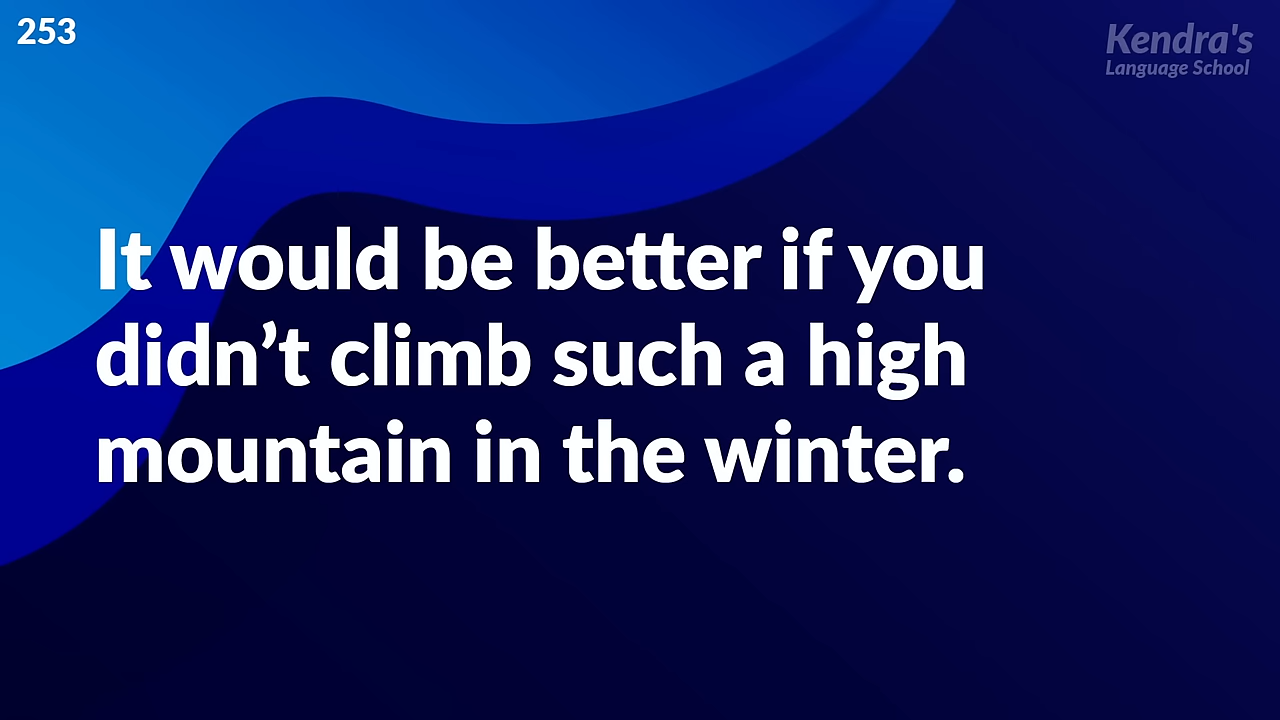 253
Kendra's
Language School
It would be better if you
didn’t climb such a high
mountain in the winter.